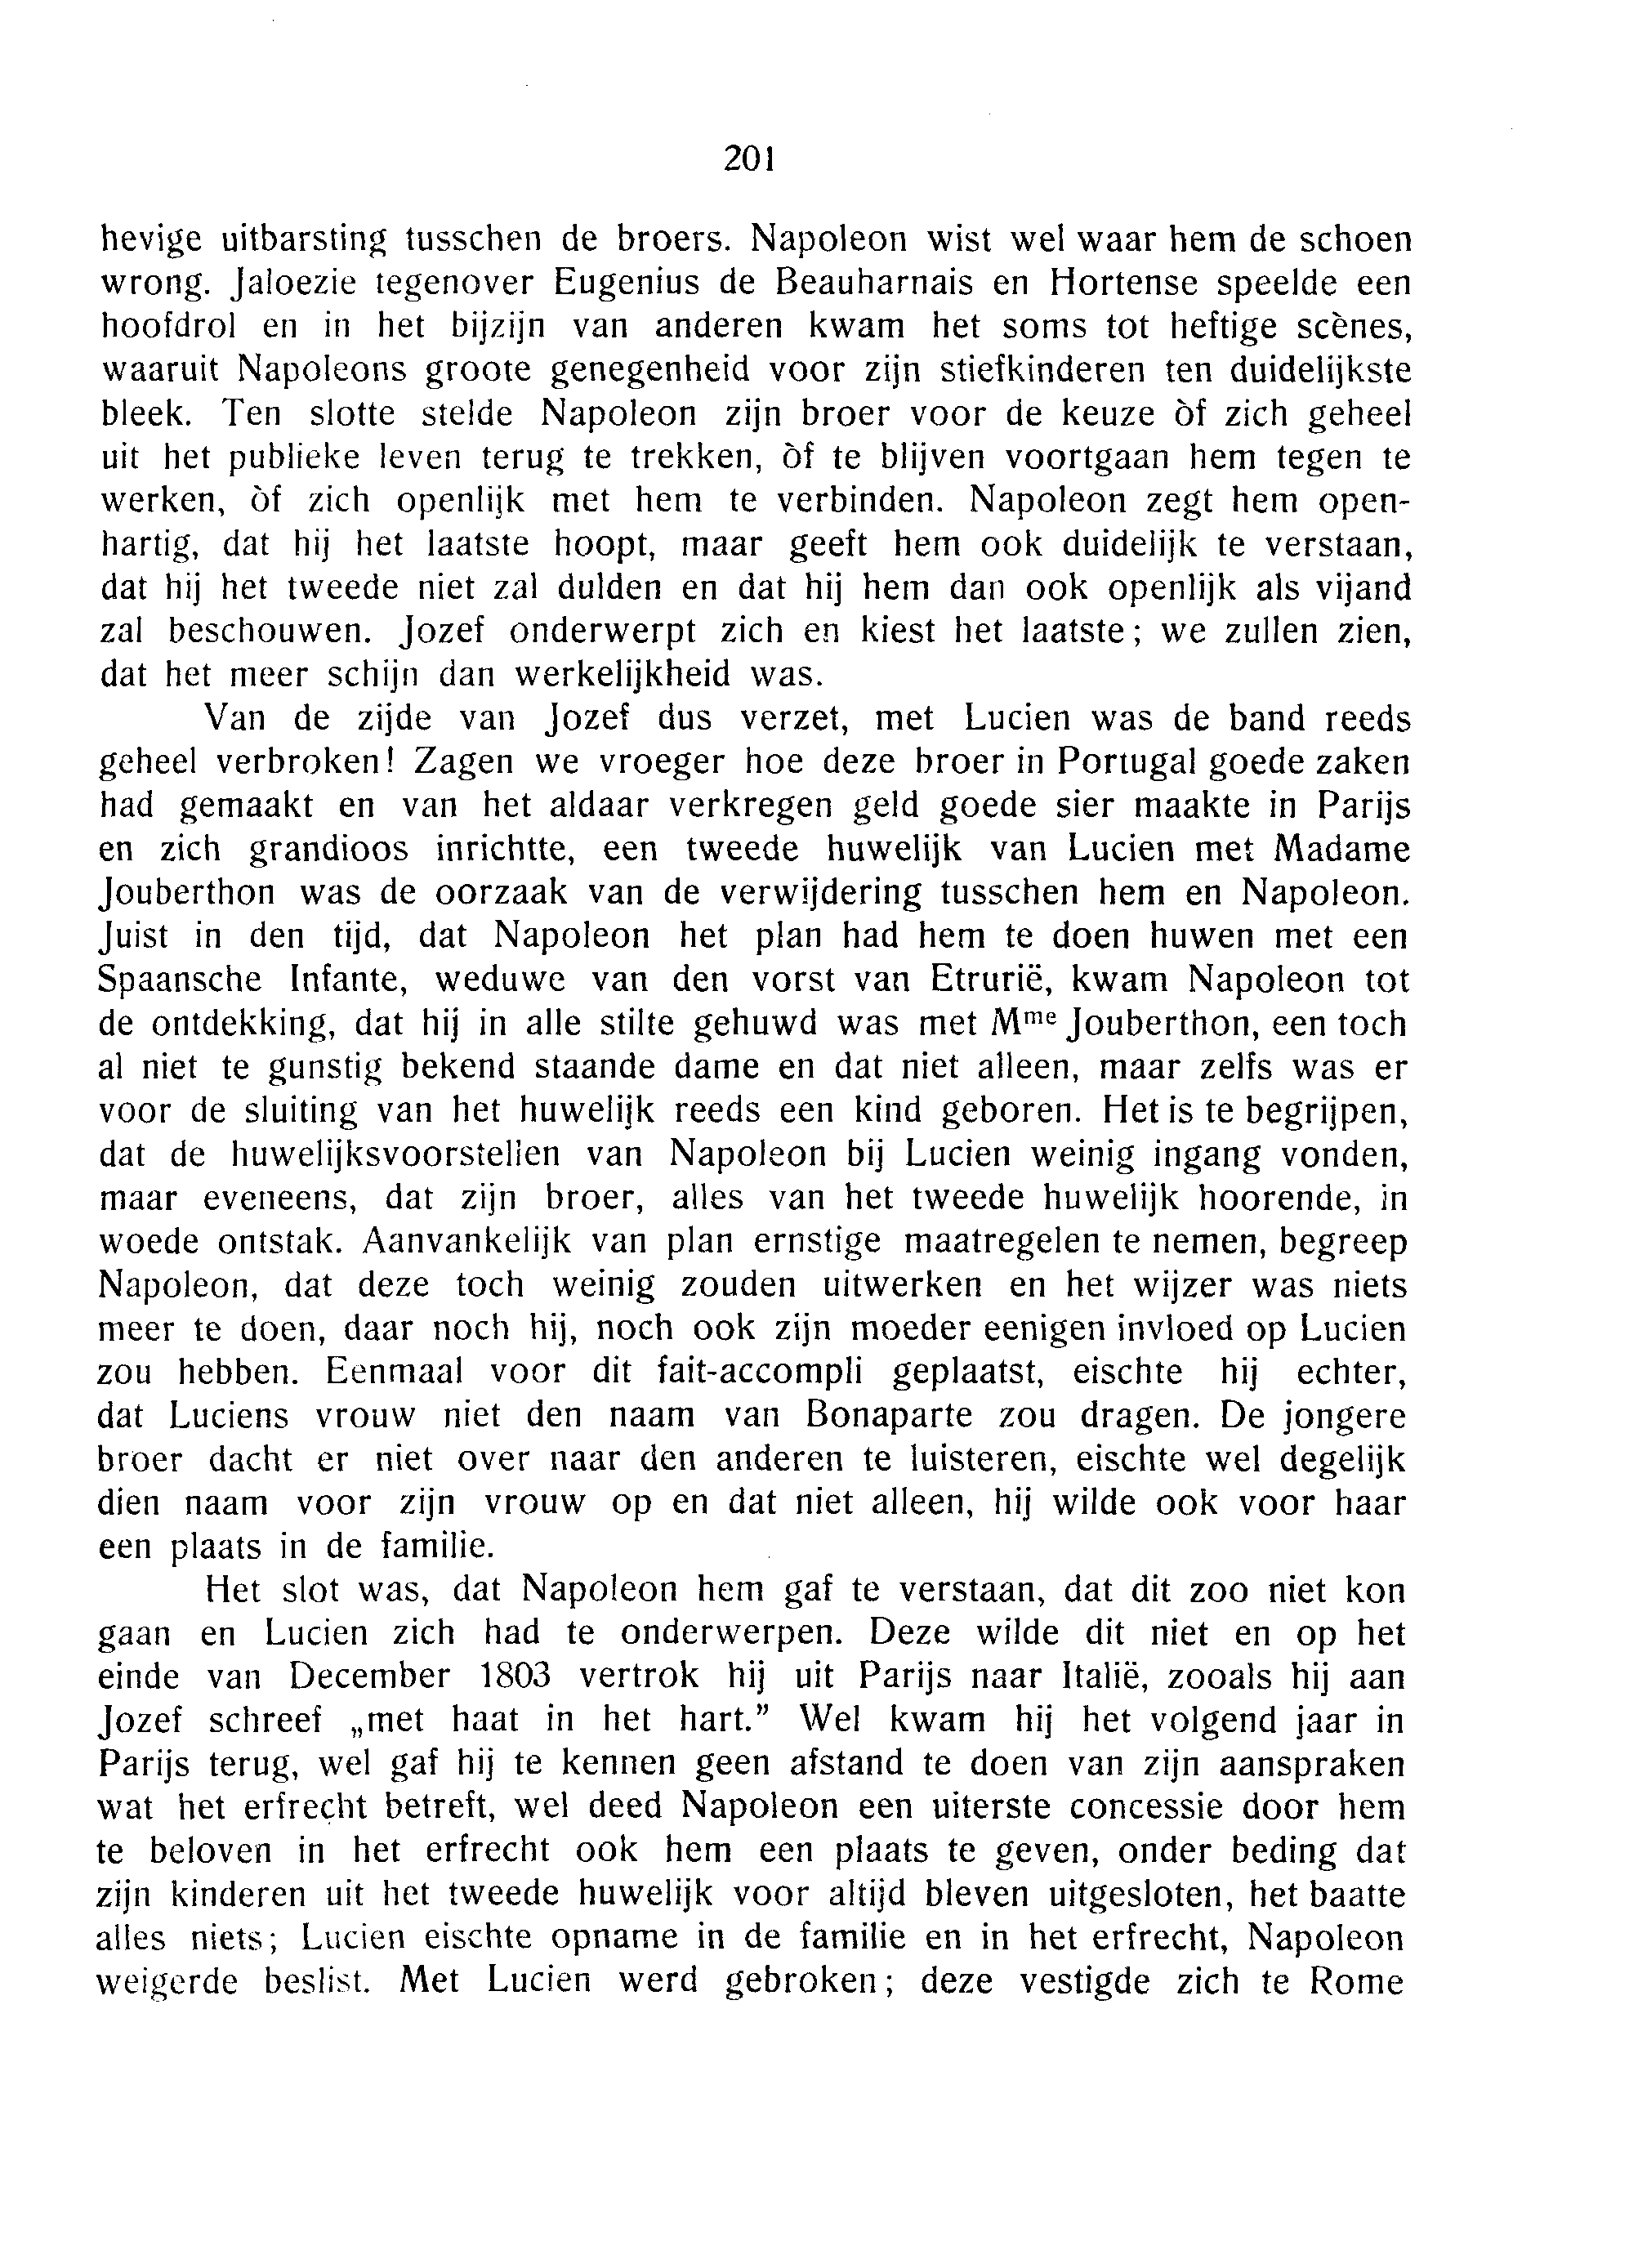 201
hevige uitbarsting tusschen de broers. Napoleon wist wel waar hem de schoen
wrong. Jaloezie tegenover Eugenius de Beauharnais en Hortense speelde een
hoofdrol en in het bijzijn van anderen kwam het soms tot heftige scènes,
waaruit Napoleons groote genegenheid voor zijn stiefkinderen ten duidelijkste
bleek. Ten slotte stelde Napoleon zijn broer voor de keuze òf zich geheel
uit het publieke leven terug te trekken, òf te blijven voortgaan hem tegen te
werken, òf zich openlijk met hem te verbinden. Napoleon zegt hem open-
hartig, dat hij het laatste hoopt, maar geeft hem ook duidelijk te verstaan,
dat hij het tweede niet zal dulden en dat hij hem dan ook openlijk als vijand
zal beschouwen. Jozef onderwerpt zich en kiest het laatste; we zullen zien,
dat het meer schijn dan werkelijkheid was.
Van de zijde van Jozef dus verzet, met Lucien was de band reeds
geheel verbroken! Zagen we vroeger hoe deze broer in Portugal goede zaken
had gemaakt en van het aldaar verkregen geld goede sier maakte in Parijs
en zich grandioos inrichtte, een tweede huwelijk van Lucien met Madame
Jouberthon was de oorzaak van de verwijdering tusschen hem en Napoleon.
Juist in den tijd, dat Napoleon het plan had hem te doen huwen met een
Spaansche Infante, weduwe van den vorst van Etrurië, kwam Napoleon tot
de ontdekking, dat hij in alle stilte gehuwd was met Mme Jouberthon, een toch
al niet te gunstig bekend staande dame en dat niet alleen, maar zelfs was er
voor de sluiting van het huwelijk reeds een kind geboren. Het is te begrijpen,
dat de huwelijksvoorstellen van Napoleon bij Lucien weinig ingang vonden,
maar eveneens, dat zijn broer, alles van het tweede huwelijk hoorende, in
woede ontstak. Aanvankelijk van plan ernstige maatregelen te nemen, begreep
Napoleon, dat deze toch weinig zouden uitwerken en het wijzer was niets
meer te doen, daar noch hij, noch ook zijn moeder eenigen invloed op Lucien
zou hebben. Eenmaal voor dit fait-accompli geplaatst, eischte hij echter,
dat Luciens vrouw niet den naam van Bonaparte zou dragen. De jongere
broer dacht er niet over naar den anderen te luisteren, eischte wel degelijk
dien naam voor zijn vrouw op en dat niet alleen, hij wilde ook voor haar
een plaats in de familie.
Het slot was, dat Napoleon hem gaf te verstaan, dat dit zoo niet kon
gaan en Lucien zich had te onderwerpen. Deze wilde dit niet en op het
einde van December 1803 vertrok hij uit Parijs naar Italië, zooals hij aan
Jozef schreef „met haat in het hart.” Wel kwam hij het volgend jaar in
Parijs terug, wel gaf hij te kennen geen afstand te doen van zijn aanspraken
wat het erfrecht betreft, wel deed Napoleon een uiterste concessie door hem
te beloven in het erfrecht ook hem een plaats te geven, onder beding dat
zijn kinderen uit het tweede huwelijk voor altijd bleven uitgesloten, het baatte
alles niets; Lucien eischte opname in de familie en in het erfrecht, Napoleon
weigerde beslist. Met Lucien werd gebroken; deze vestigde zich te Rome